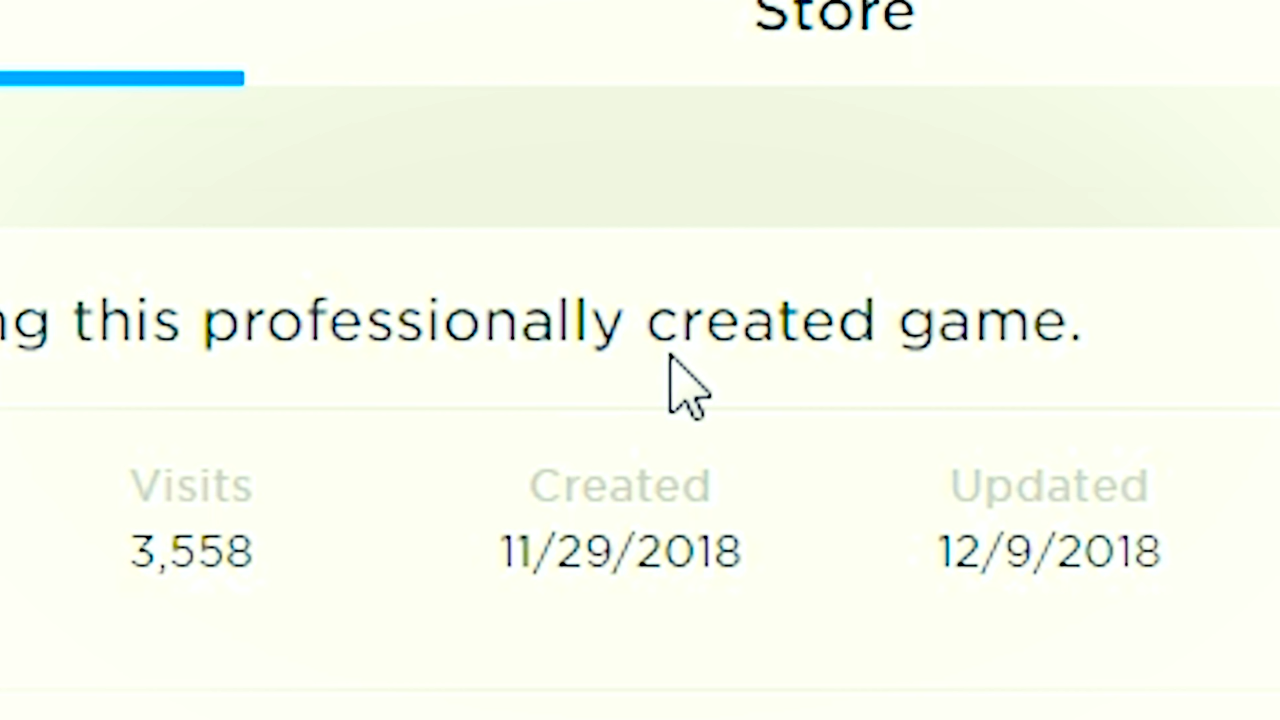 Store
ng this professionally created game.
Visits Created Updated
3,558 11/29/2018 12/9/2018